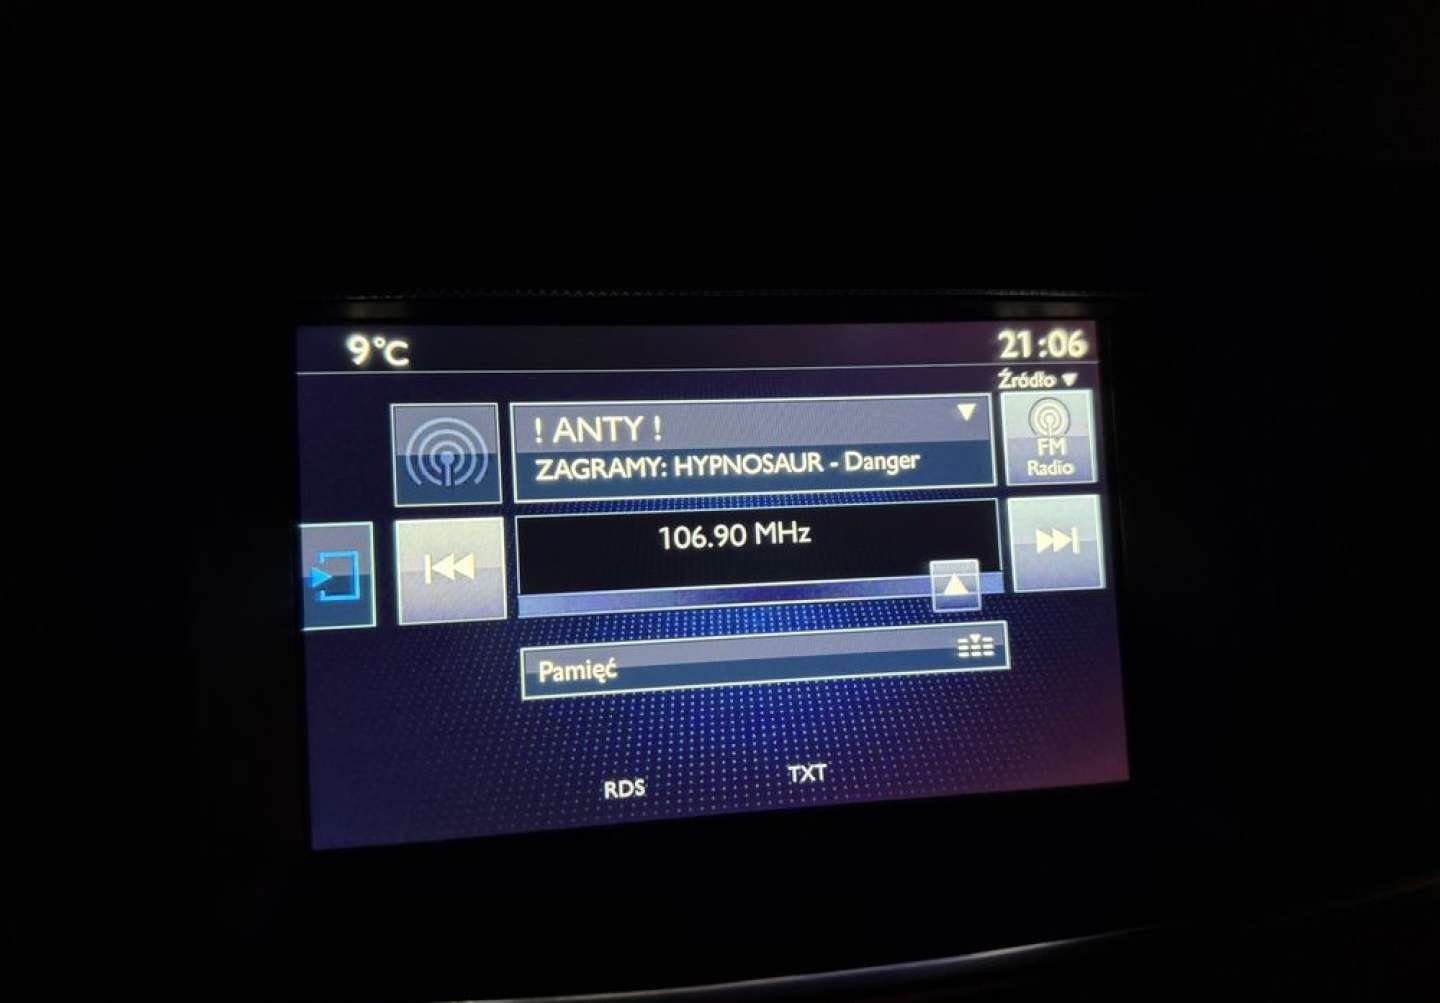 9°C
21:06
Źródło
! ANTY !
ZAGRAMY: HYPNOSAUR - Danger
FM
Radio
106.90 MHz
Pamięć
RDS
TXT